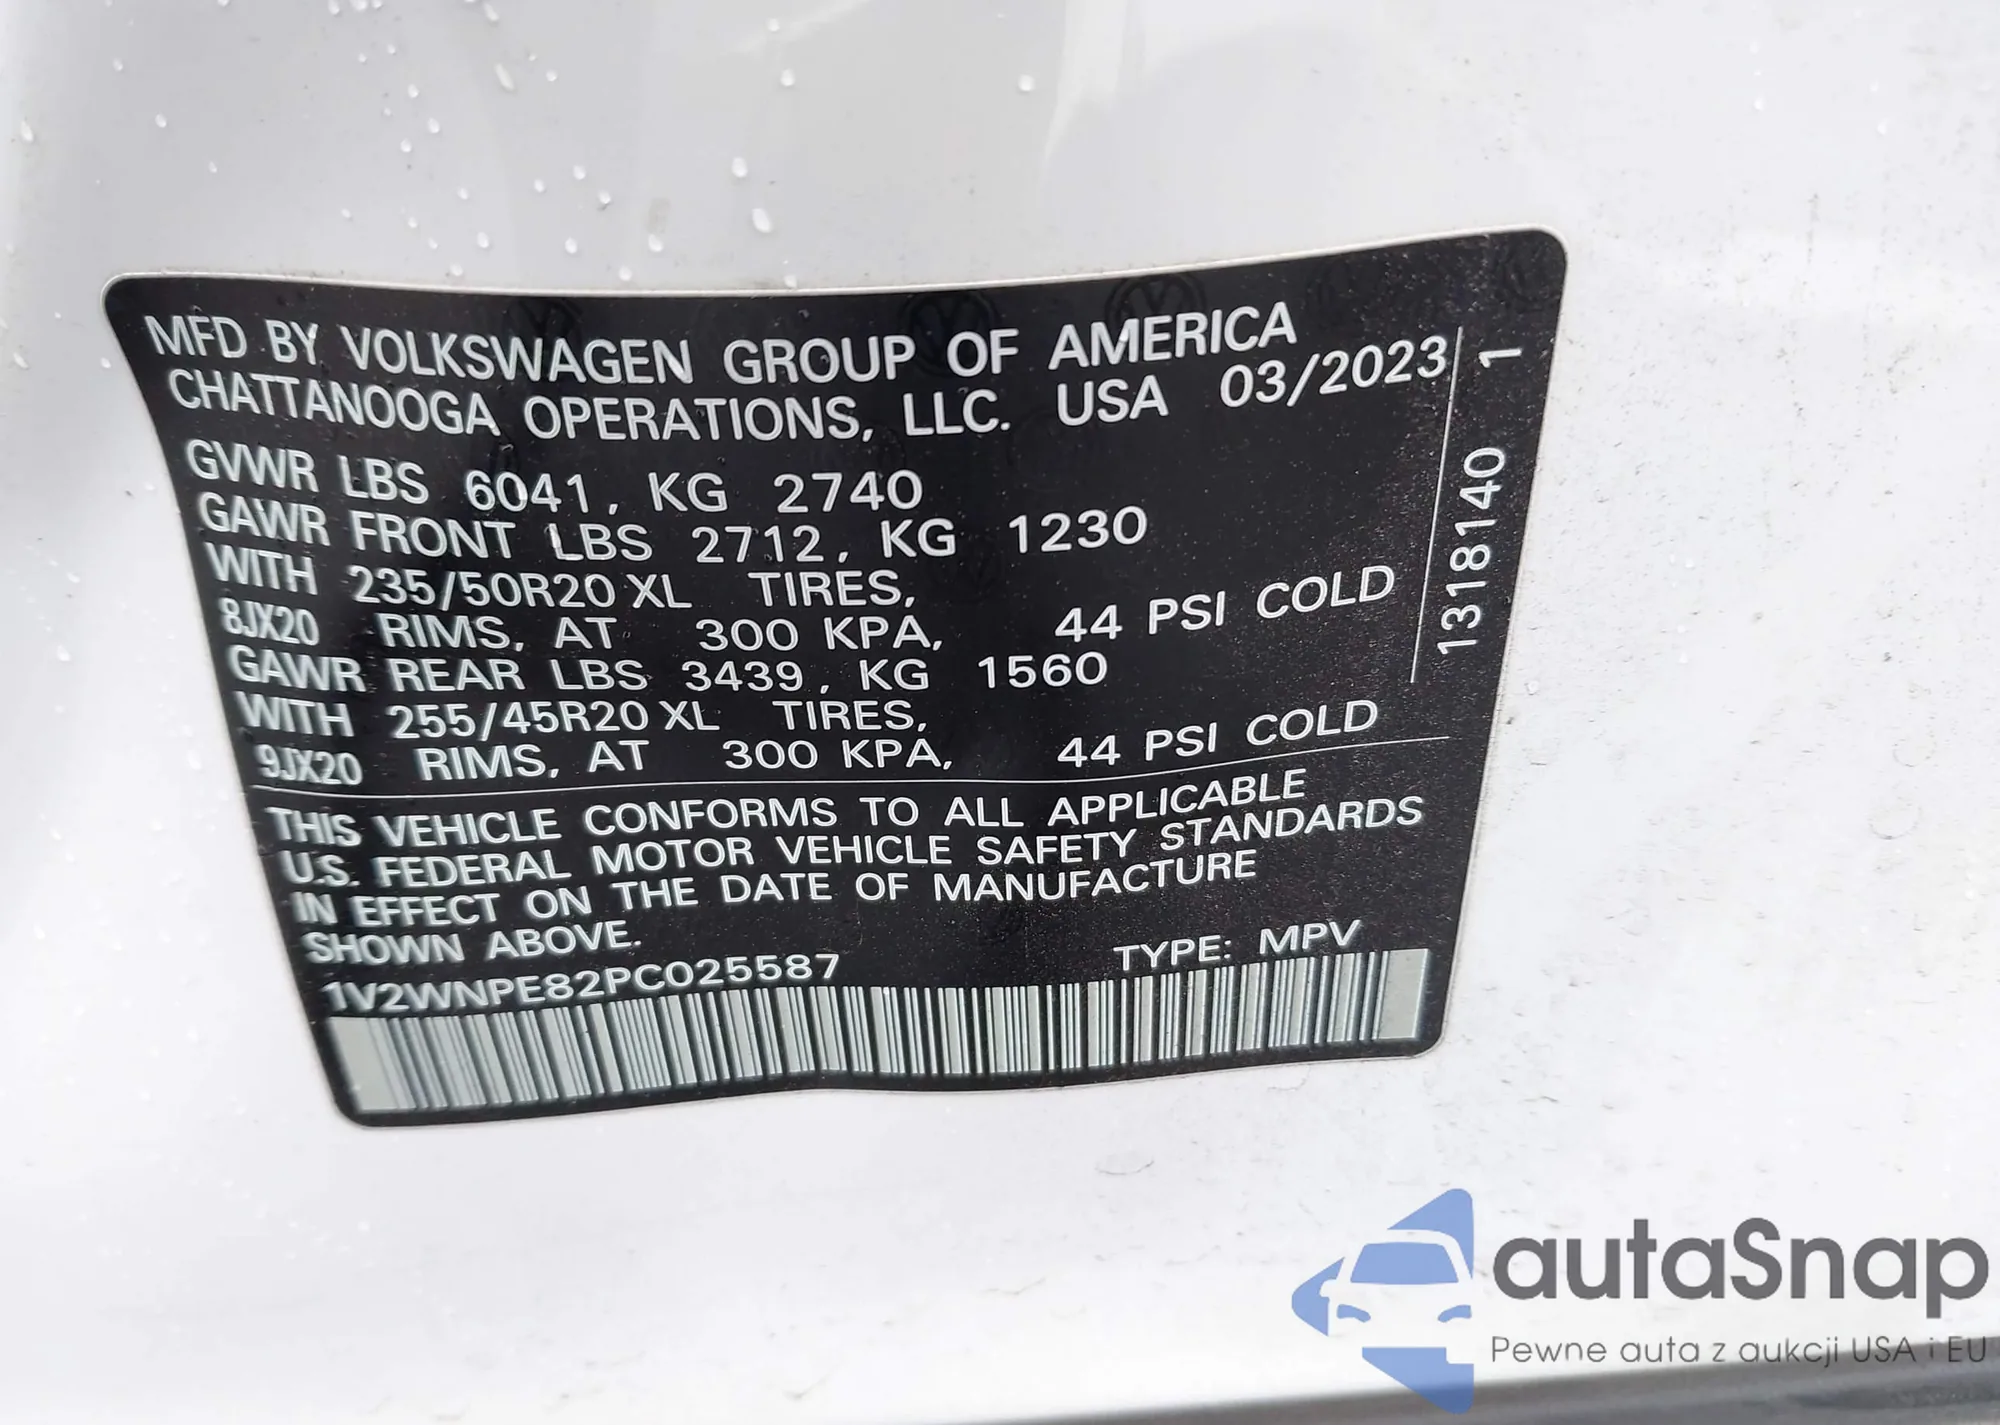 MFD BY VOLKSWAGEN GROUP OF AMERICA
CHATTANOOGA OPERATIONS, LLC. USA 03/2023
GVWR LBS 6041, KG 2740
GAWR FRONT LBS 2712, KG 1230
WITH 235/50R20 XL TIRES,
8JX20 RIMS, AT 300 KPA, 44 PSI COLD
GAWR REAR LBS 3439, KG 1560
WITH 255/45R20 XL TIRES,
9JX20 RIMS, AT 300 KPA, 44 PSI COLD
1318140 1
THIS VEHICLE CONFORMS TO ALL APPLICABLE
U.S. FEDERAL MOTOR VEHICLE SAFETY STANDARDS
IN EFFECT ON THE DATE OF MANUFACTURE
SHOWN ABOVE.
1V2WNPE82PC025587 TYPE: MPV
autaSnap
Pewne auta z aukcji USA i EU